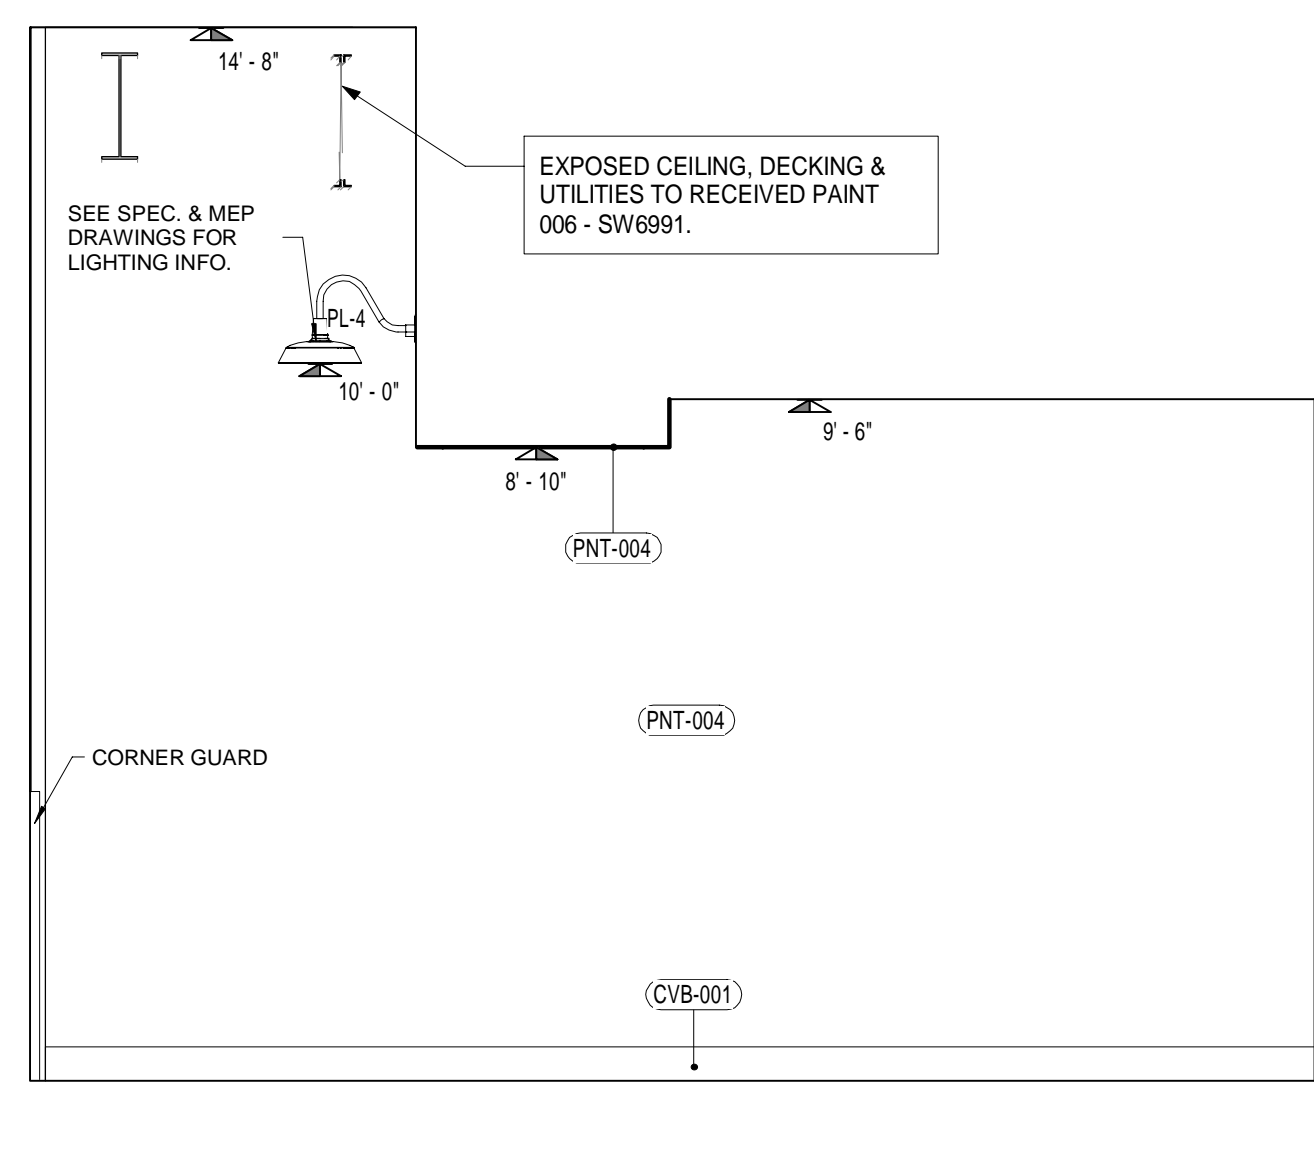 14' - 8"
EXPOSED CEILING, DECKING &
UTILITIES TO RECEIVED PAINT
006 - SW6991.
SEE SPEC. & MEP
DRAWINGS FOR
LIGHTING INFO.
PL-4
10' - 0"
9' - 6"
8' - 10"
PNT-004
PNT-004
CORNER GUARD
CVB-001